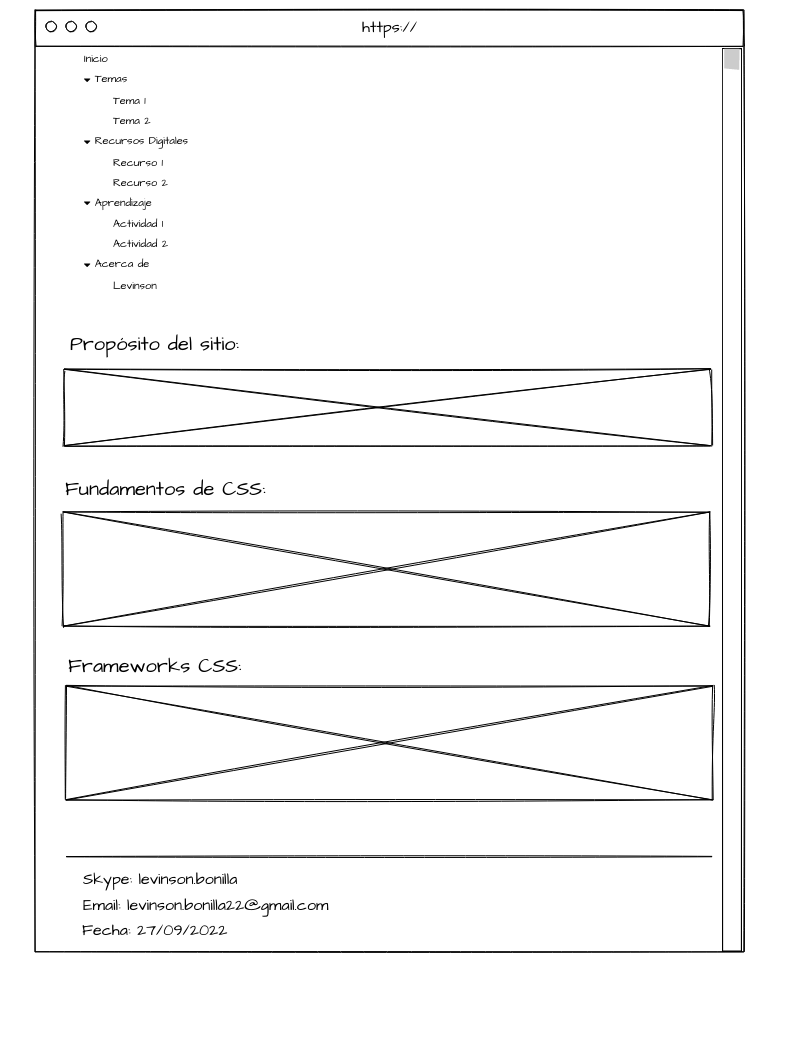 https://
Inicio
Temas
Tema 1
Tema 2
Recursos Digitales
Recurso 1
Recurso 2
Aprendizaje
Actividad 1
Actividad 2
Acerca de
Levinson
Propósito del sitio:
Fundamentos de CSS:
Frameworks CSS:
Skype: levinson.bonilla
Email: levinson.bonilla22@gmail.com
Fecha: 27/09/2022